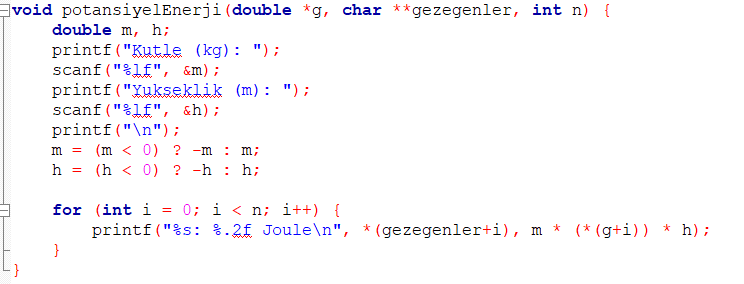 void potansiyelEnerji(double *g, char **gezegenler, int n) {
    double m, h;
    printf("Kutle (kg): ");
    scanf("%lf", &m);
    printf("Yukseklik (m): ");
    scanf("%lf", &h);
    printf("\n");
    m = (m < 0) ? -m : m;
    h = (h < 0) ? -h : h;

    for (int i = 0; i < n; i++) {
        printf("%s: %.2f Joule\n", *(gezegenler+i), m * (*(g+i)) * h);
    }
}